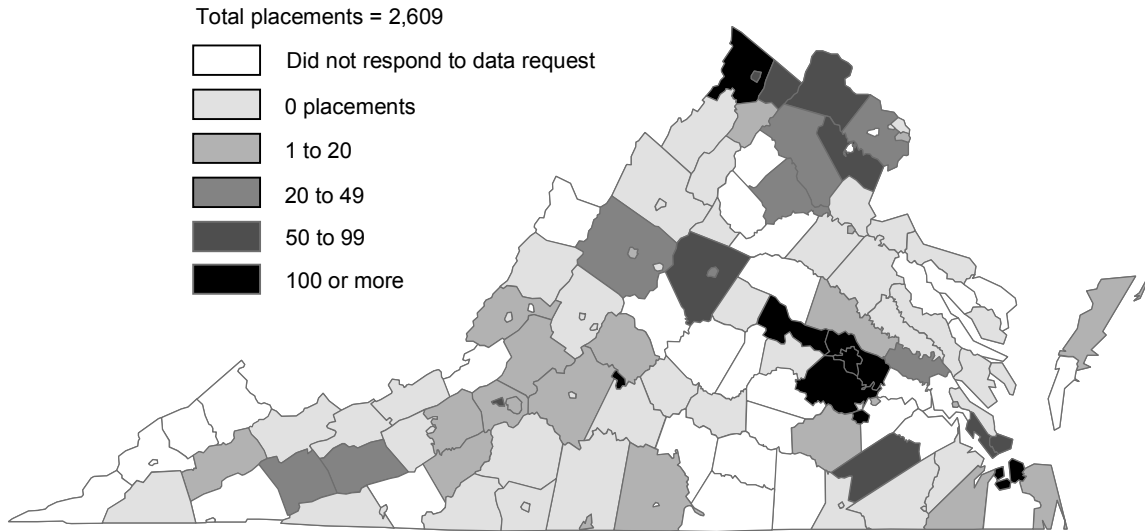 Total placements = 2,609
Did not respond to data request
0 placements
1 to 20
20 to 49
50 to 99
100 or more